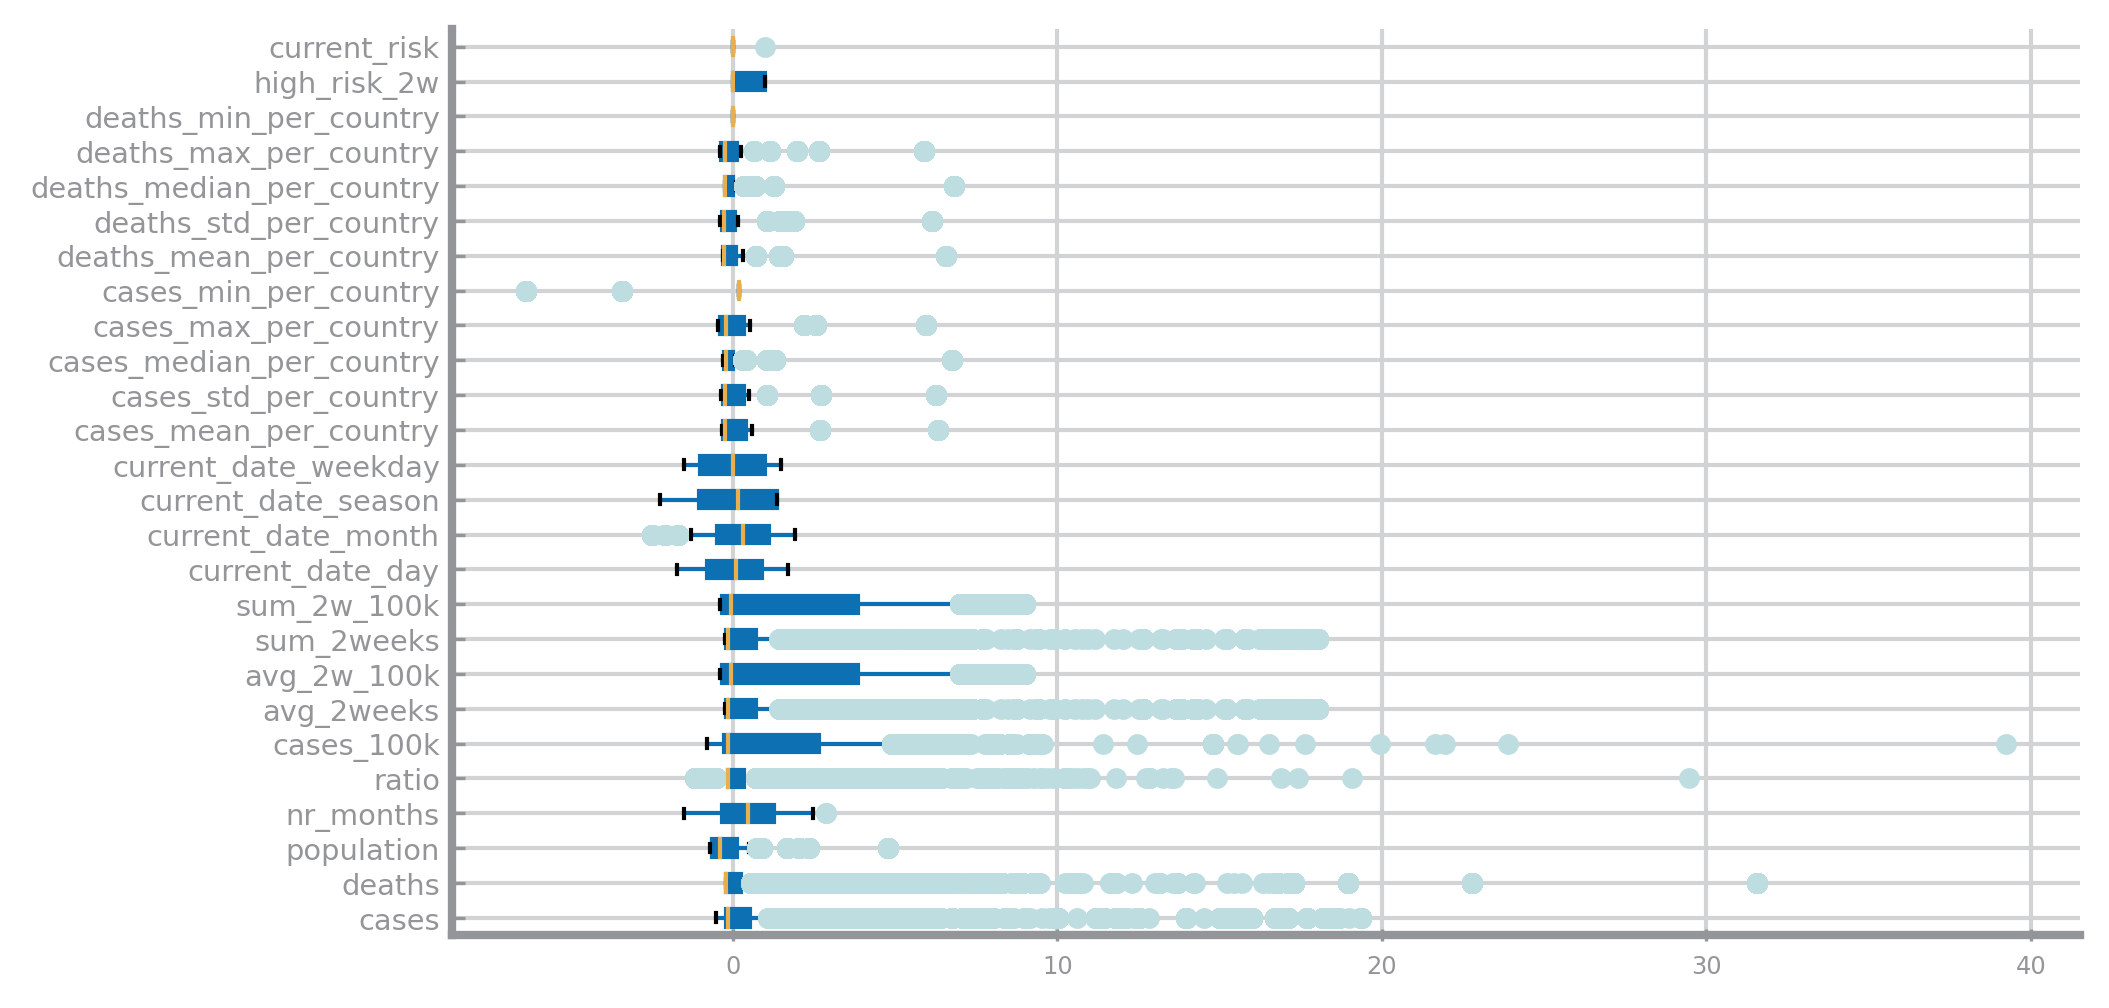 current_risk
high_risk_2w
deaths_min_per_country
deaths_max_per_country
deaths_median_per_country
deaths_std_per_country
deaths_mean_per_country
cases_min_per_country
cases_max_per_country
cases_median_per_country
cases_std_per_country
cases_mean_per_country
current_date_weekday
current_date_season
current_date_month
current_date_day
sum_2w_100k
sum_2weeks
avg_2w_100k
avg_2weeks
cases_100k
ratio
nr_months
population
deaths
cases
0 10 20 30 40